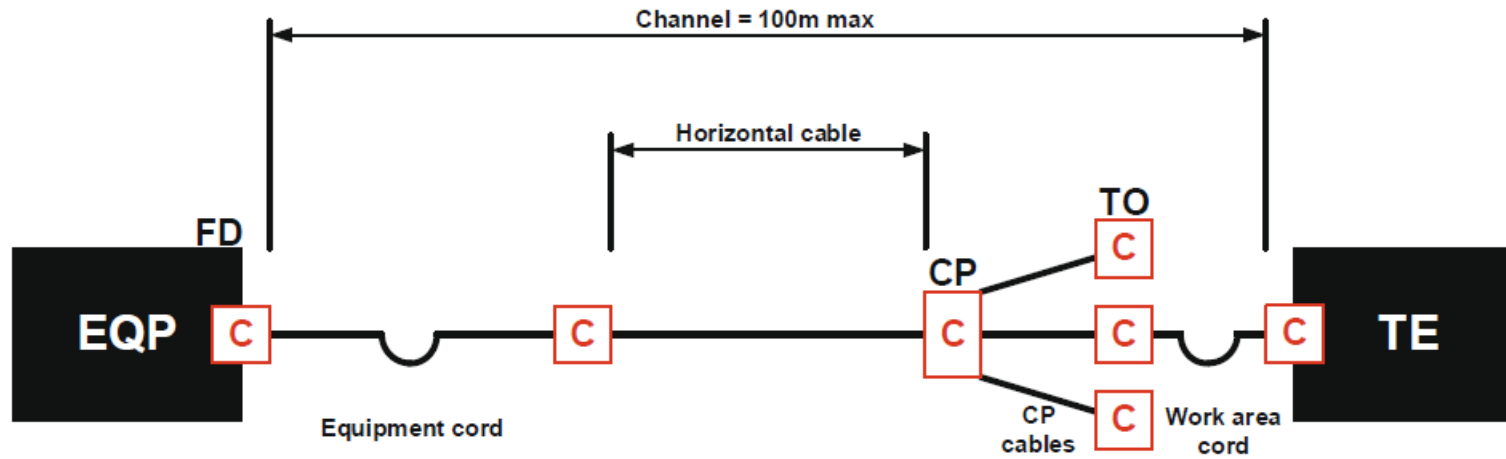 Channel = 100m max
Horizontal cable
TO
C
FD
CP
EQP
C
C
C
C
C
TE
C
Equipment cord
CP
cables
Work area
cord